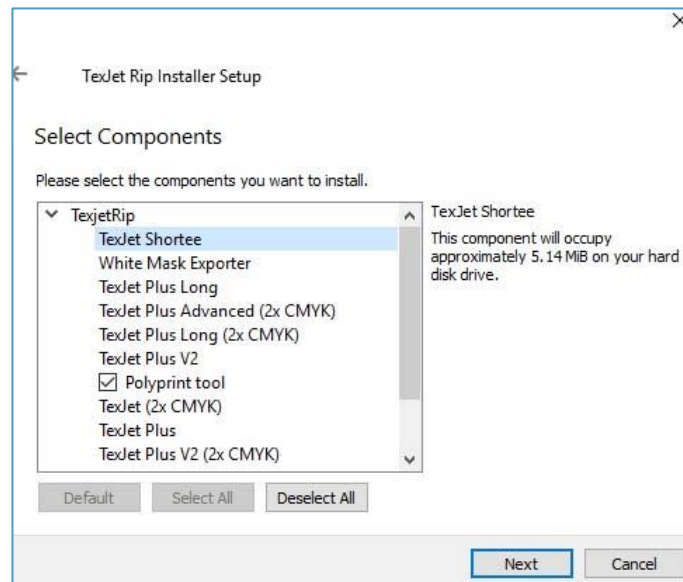 TexJet Rip Installer Setup
Select Components
Please select the components you want to install.
TexjetRip
TexJet Shortee
White Mask Exporter
TexJet Plus Long
TexJet Plus Advanced (2x CMYK)
TexJet Plus Long (2x CMYK)
TexJet Plus V2
Polyprint tool
TexJet (2x CMYK)
TexJet Plus
TexJet Plus V2 (2x CMYK)
TexJet Shortee
This component will occupy
approximately 5.14 MiB on your hard
disk drive.
Default
Select All
Deselect All
Next
Cancel